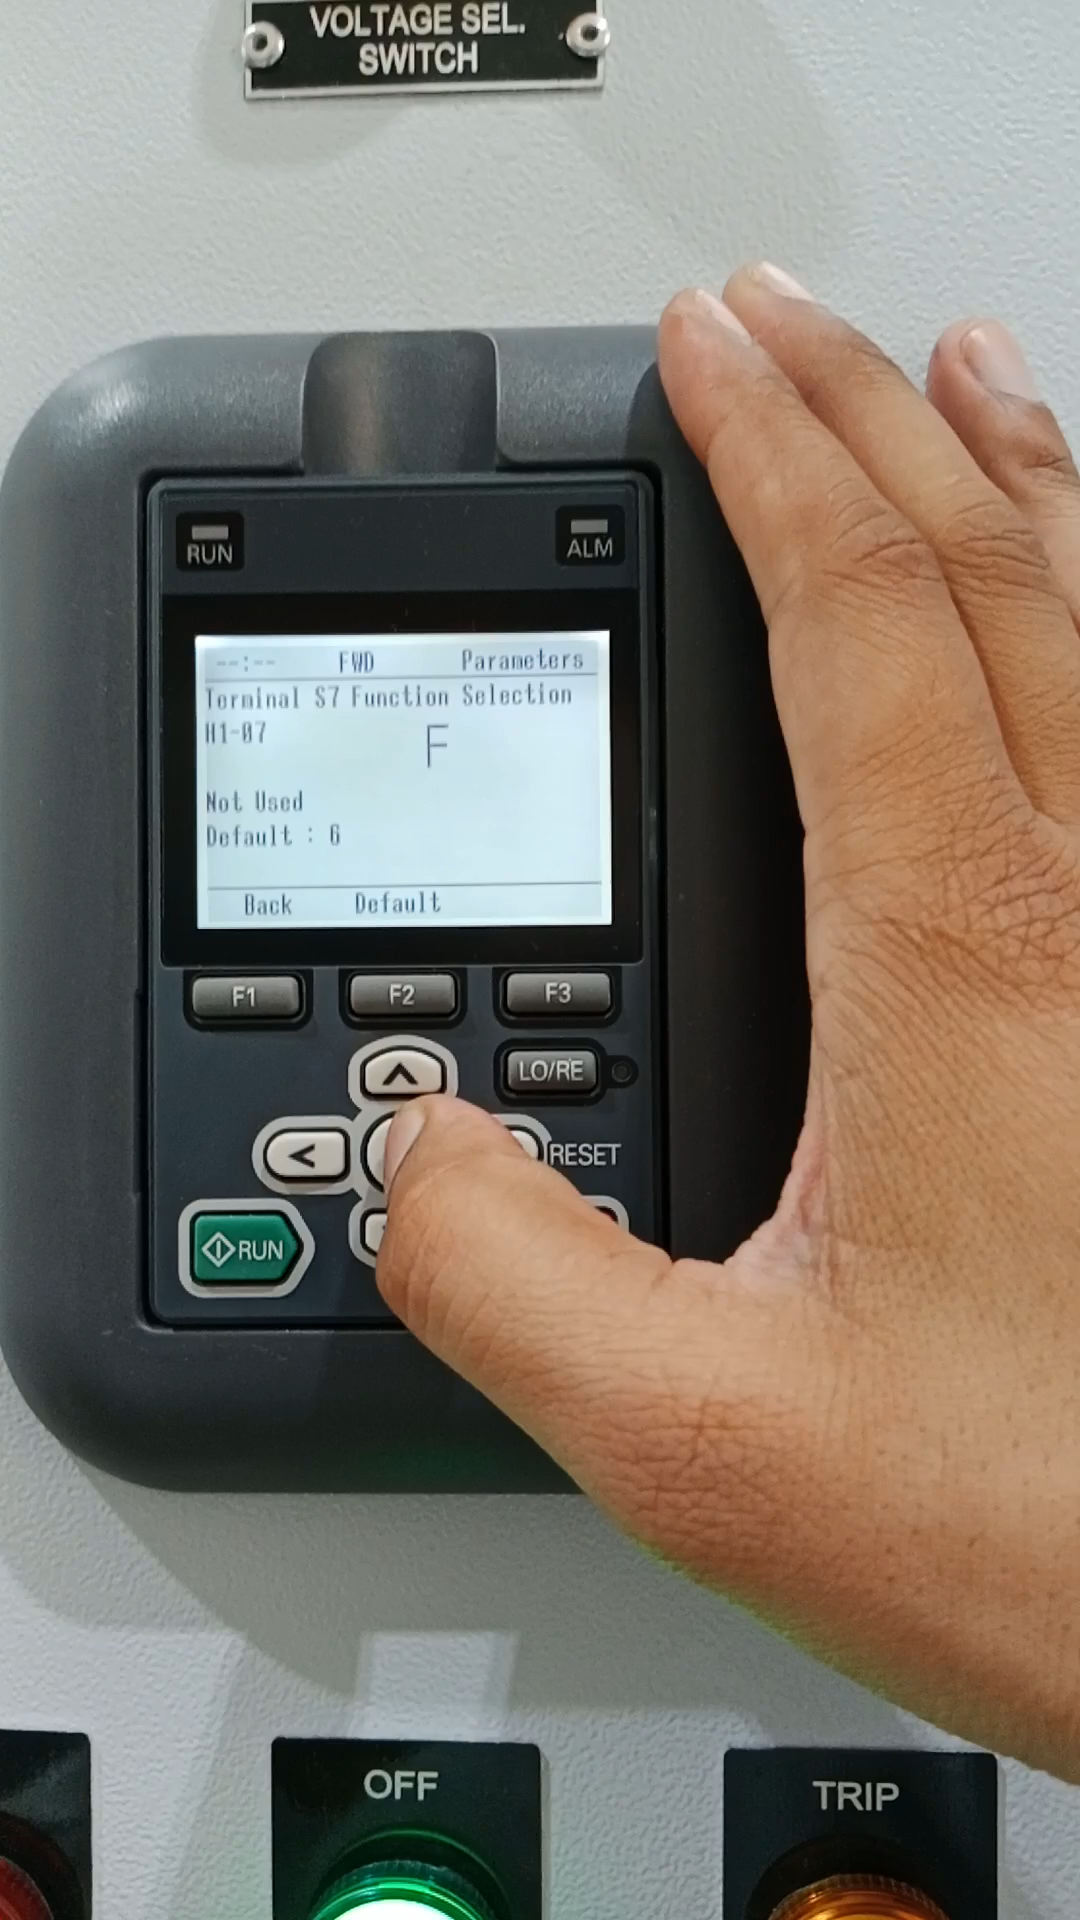 VOLTAGE SEL.
SWITCH
RUN
ALM
--:-- FWD Parameters
Terminal S7 Function Selection
H1-07
F
Not Used
Default : 6
Back Default
F1
F2
F3
^
LO/RE
<
RESET
RUN
OFF
TRIP